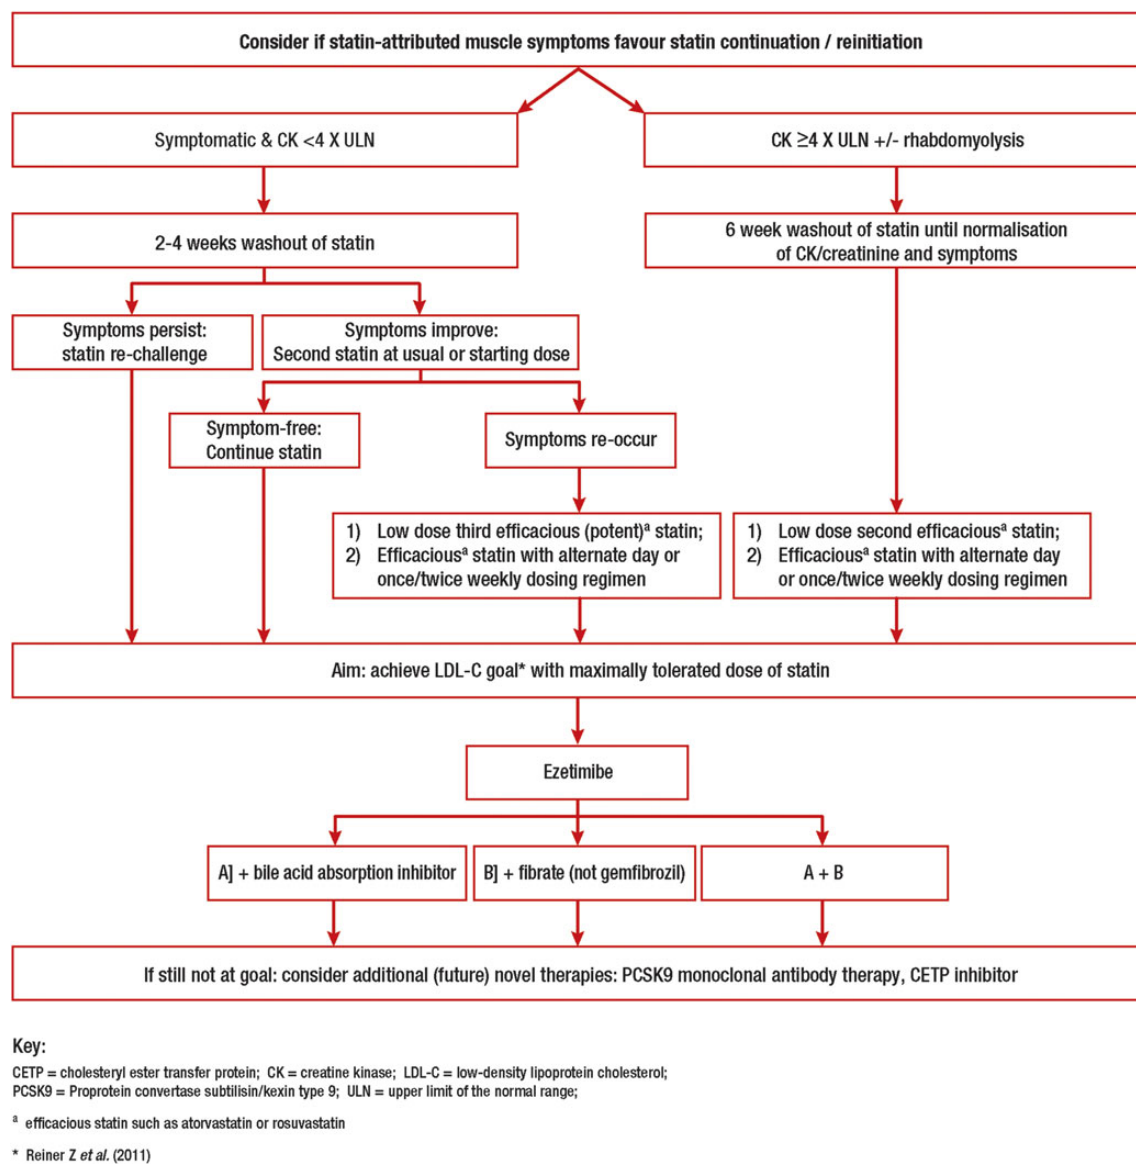 Consider if statin-attributed muscle symptoms favour statin continuation / reinitiation
Symptomatic & CK <4 X ULN
CK ≥4 X ULN +/- rhabdomyolysis
2-4 weeks washout of statin
6 week washout of statin until normalisation
of CK/creatinine and symptoms
Symptoms persist:
statin re-challenge
Symptoms improve:
Second statin at usual or starting dose
Symptom-free:
Continue statin
Symptoms re-occur
1) Low dose third efficacious (potent)ᵃ statin;
2) Efficaciousᵃ statin with alternate day or
once/twice weekly dosing regimen
1) Low dose second efficaciousᵃ statin;
2) Efficaciousᵃ statin with alternate day
or once/twice weekly dosing regimen
Aim: achieve LDL-C goal* with maximally tolerated dose of statin
Ezetimibe
A] + bile acid absorption inhibitor
B] + fibrate (not gemfibrozil)
A + B
If still not at goal: consider additional (future) novel therapies: PCSK9 monoclonal antibody therapy, CETP inhibitor
Key:
CETP = cholesteryl ester transfer protein; CK = creatine kinase; LDL-C = low-density lipoprotein cholesterol;
PCSK9 = Proprotein convertase subtilisin/kexin type 9; ULN = upper limit of the normal range;
ᵃ efficacious statin such as atorvastatin or rosuvastatin
* Reiner Z et al. (2011)